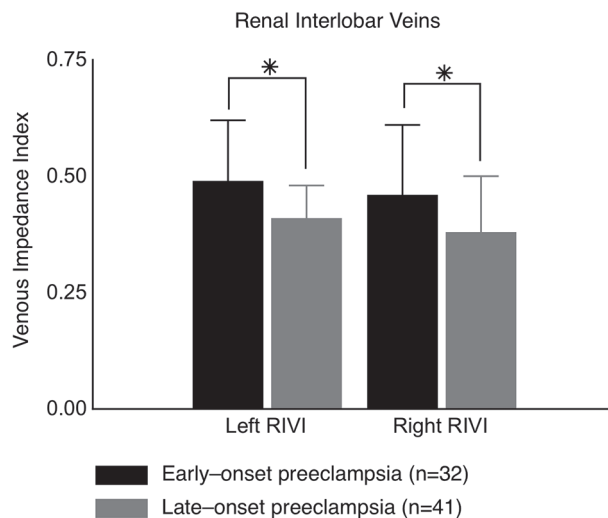 Renal Interlobar Veins
Venous Impedance Index
0.75
0.50
0.25
0.00
*
*
Left RIVI
Right RIVI
Early–onset preeclampsia (n=32)
Late–onset preeclampsia (n=41)